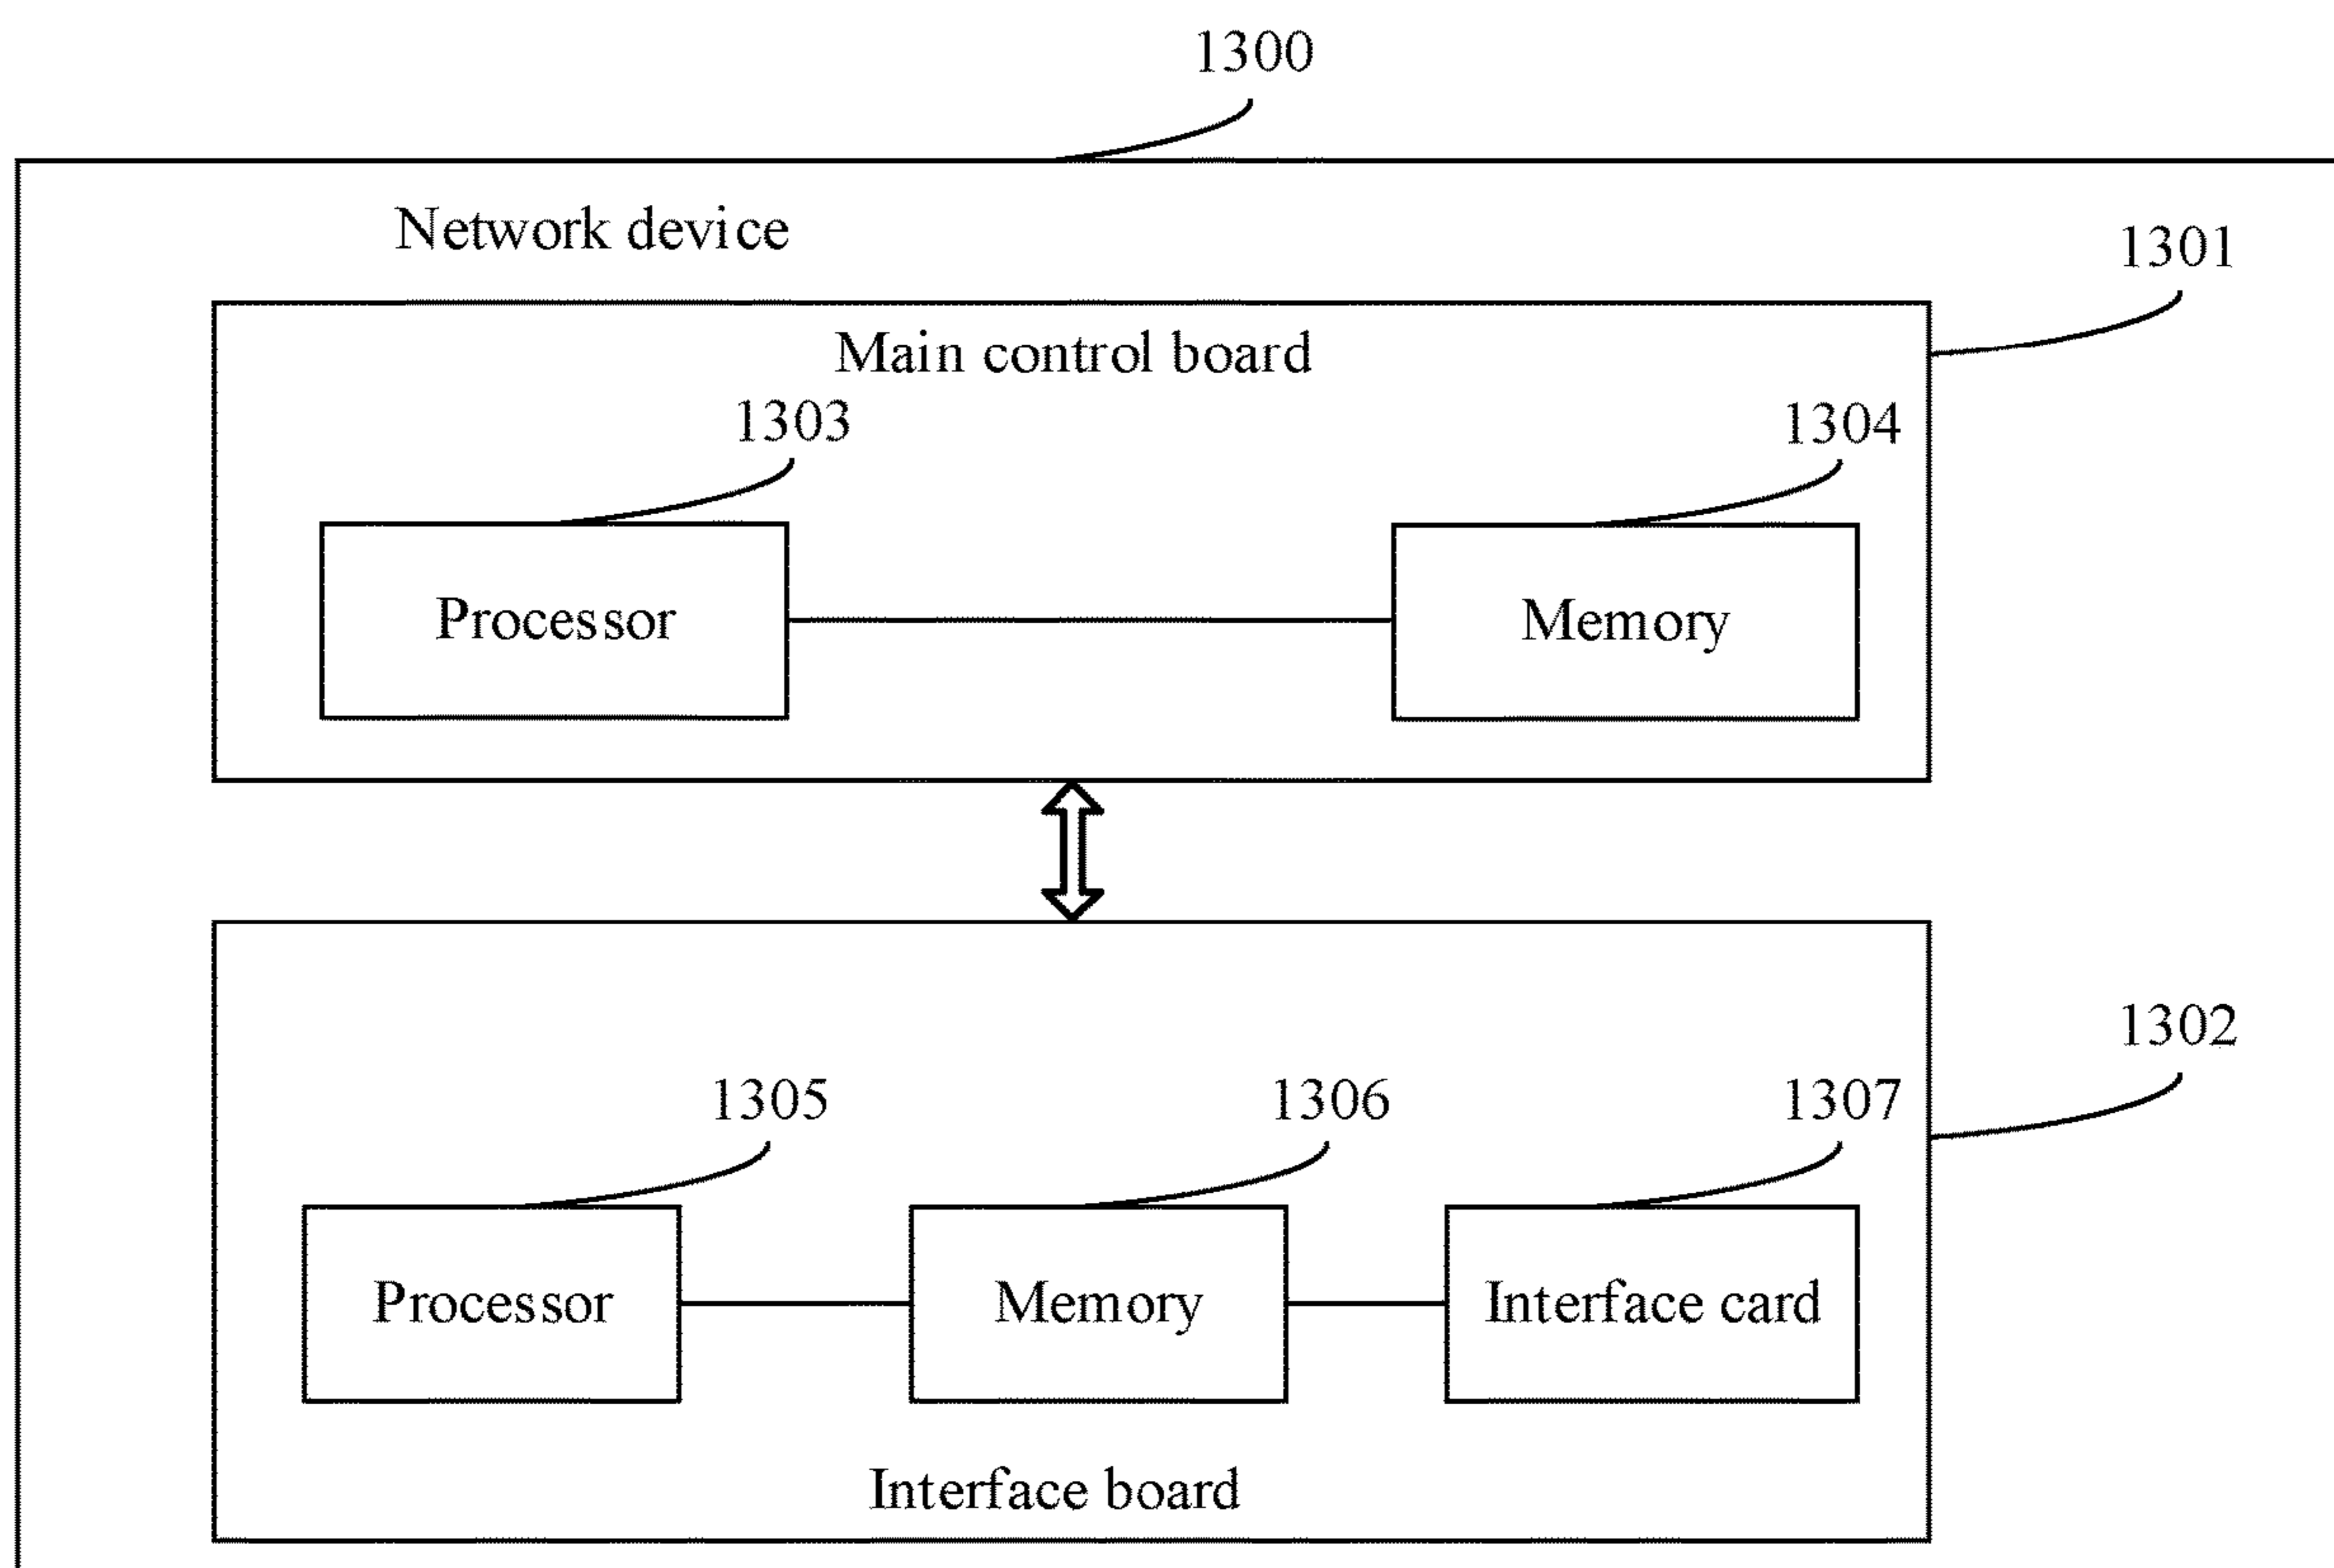 1300
Network device
1301
Main control board
1303
1304
Processor
Memory
1302
1305
1306
1307
Processor
Memory
Interface card
Interface board